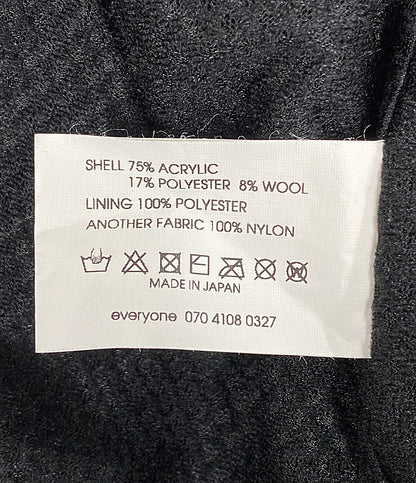 SHELL 75% ACRYLIC
17% POLYESTER 8% WOOL
LINING 100% POLYESTER
ANOTHER FABRIC 100% NYLON
MADE IN JAPAN
everyone 070 4108 0327